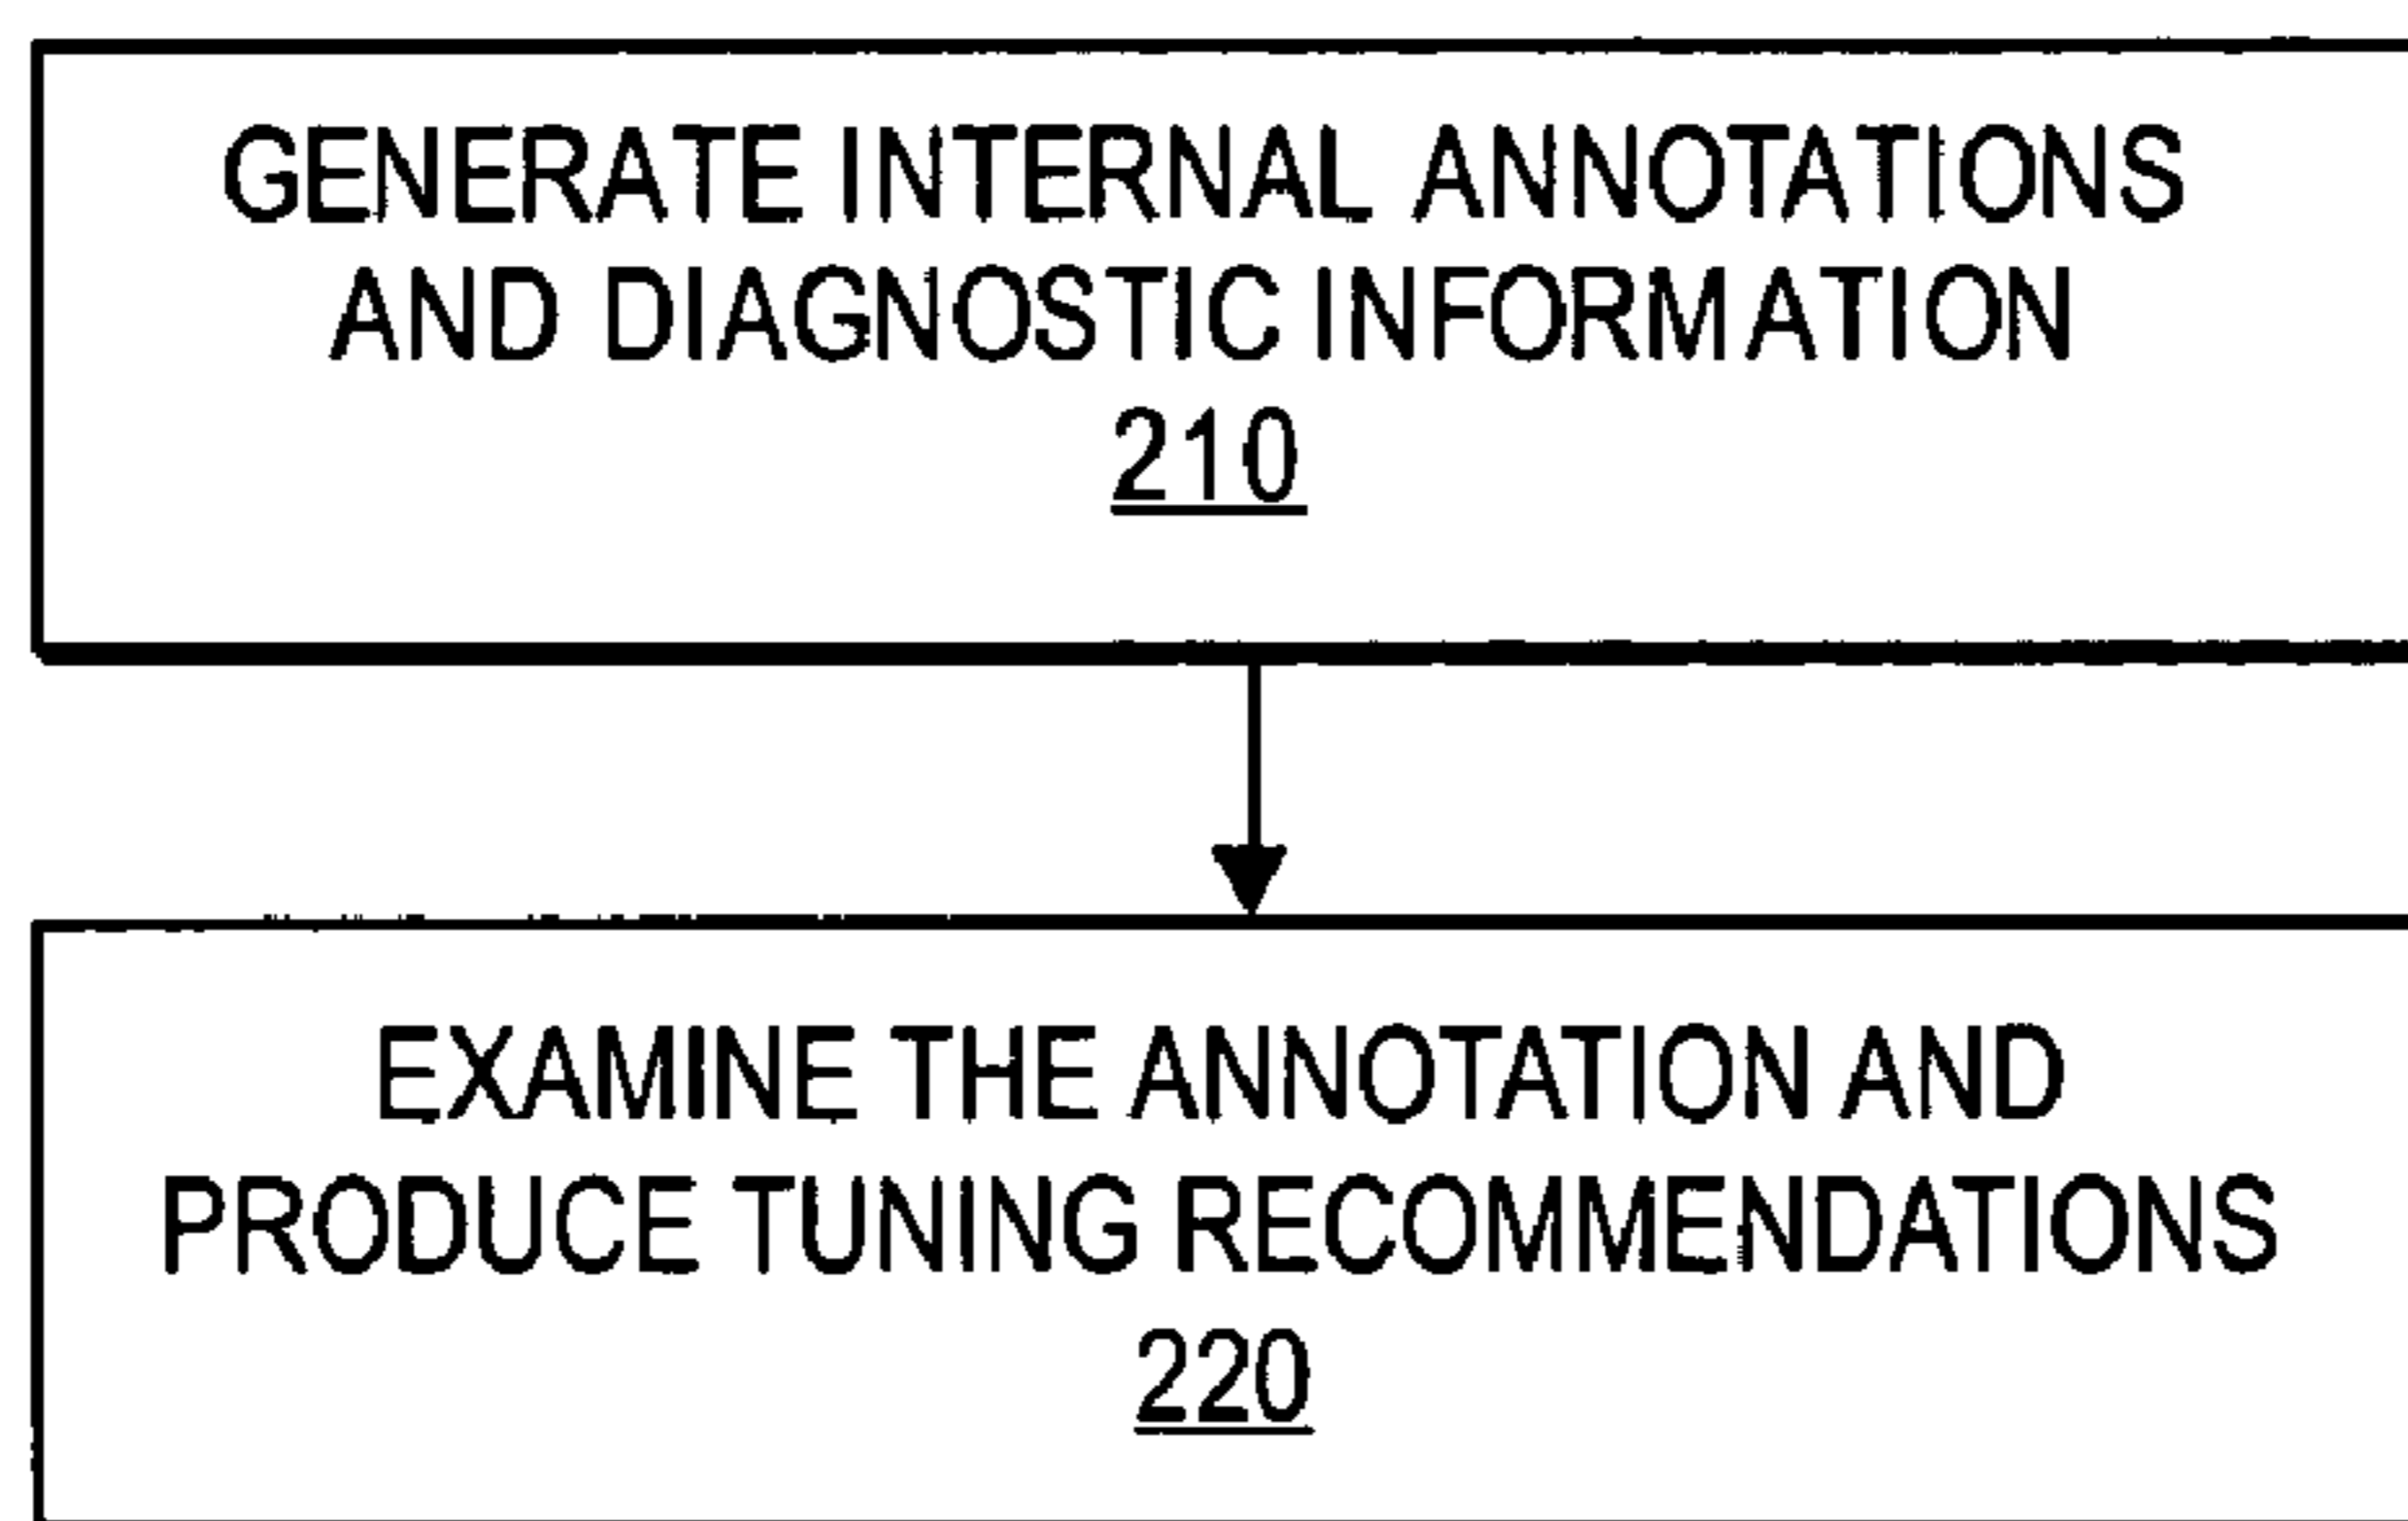 GENERATE INTERNAL ANNOTATIONS
AND DIAGNOSTIC INFORMATION
210
EXAMINE THE ANNOTATION AND
PRODUCE TUNING RECOMMENDATIONS
220